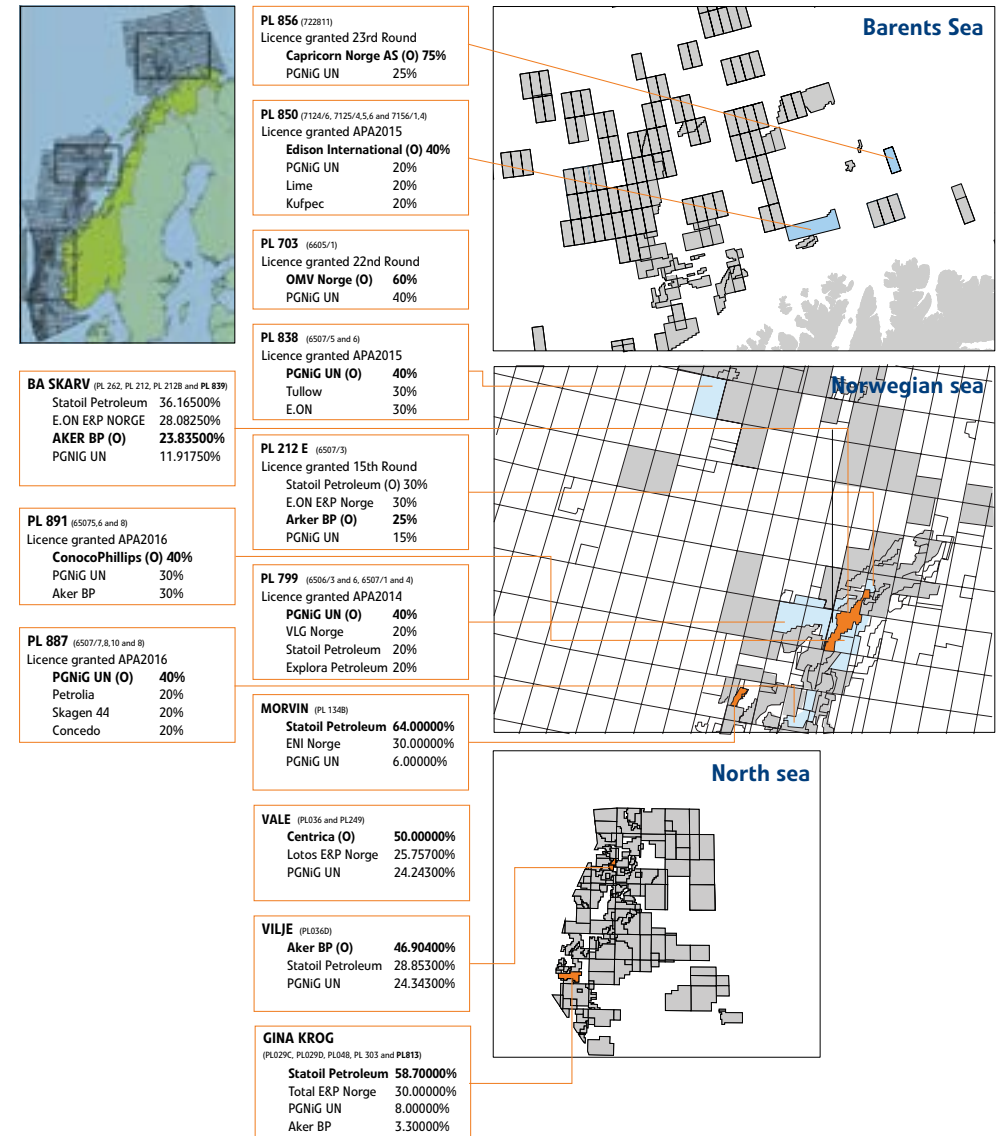 PL 856 (722811)
Licence granted 23rd Round
Capricorn Norge AS (O) 75%
PGNiG UN 25%
PL 850 (7124/6, 7125/4,5,6 and 7156/1,4)
Licence granted APA2015
Edison International (O) 40%
PGNiG UN 20%
Lime 20%
Kufpec 20%
PL 703 (6605/1)
Licence granted 22nd Round
OMV Norge (O) 60%
PGNiG UN 40%
PL 838 (6507/5 and 6)
Licence granted APA2015
PGNiG UN (O) 40%
Tullow 30%
E.ON 30%
BA SKARV (PL 262, PL 212, PL 212B and PL 839)
Statoil Petroleum 36.16500%
E.ON E&P NORGE 28.08250%
AKER BP (O) 23.83500%
PGNIG UN 11.91750%
PL 212 E (6507/3)
Licence granted 15th Round
Statoil Petroleum (O) 30%
E.ON E&P Norge 30%
Arker BP (O) 25%
PGNiG UN 15%
PL 891 (65075,6 and 8)
Licence granted APA2016
ConocoPhillips (O) 40%
PGNiG UN 30%
Aker BP 30%
PL 799 (6506/3 and 6, 6507/1 and 4)
Licence granted APA2014
PGNiG UN (O) 40%
VLG Norge 20%
Statoil Petroleum 20%
Explora Petroleum 20%
PL 887 (6507/7,8,10 and 8)
Licence granted APA2016
PGNiG UN (O) 40%
Petrolia 20%
Skagen 44 20%
Concedo 20%
MORVIN (PL 134B)
Statoil Petroleum 64.00000%
ENI Norge 30.00000%
PGNiG UN 6.00000%
VALE (PL036 and PL249)
Centrica (O) 50.00000%
Lotos E&P Norge 25.75700%
PGNiG UN 24.24300%
VILJE (PL036D)
Aker BP (O) 46.90400%
Statoil Petroleum 28.85300%
PGNiG UN 24.34300%
GINA KROG
(PL029C, PL029D, PL048, PL 303 and PL813)
Statoil Petroleum 58.70000%
Total E&P Norge 30.00000%
PGNiG UN 8.00000%
Aker BP 3.30000%
Barents Sea
Norwegian sea
North sea